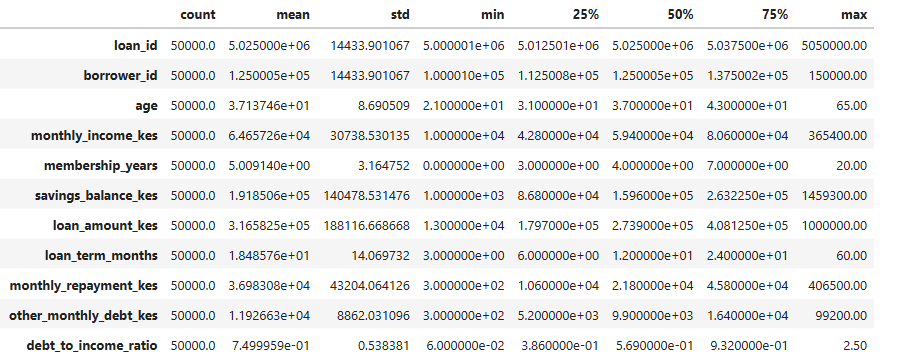 count mean std min 25% 50% 75% max
loan_id 50000.0 5.025000e+06 14433.901067 5.000001e+06 5.012501e+06 5.025000e+06 5.037500e+06 5050000.00
borrower_id 50000.0 1.250005e+05 14433.901067 1.000010e+05 1.125008e+05 1.250005e+05 1.375002e+05 150000.00
age 50000.0 3.713746e+01 8.690509 2.100000e+01 3.100000e+01 3.700000e+01 4.300000e+01 65.00
monthly_income_kes 50000.0 6.465726e+04 30738.530135 1.000000e+04 4.280000e+04 5.940000e+04 8.060000e+04 365400.00
membership_years 50000.0 5.009140e+00 3.164752 0.000000e+00 3.000000e+00 4.000000e+00 7.000000e+00 20.00
savings_balance_kes 50000.0 1.918506e+05 140478.531476 1.000000e+03 8.680000e+04 1.596000e+05 2.632250e+05 1459300.00
loan_amount_kes 50000.0 3.165825e+05 188116.668668 1.300000e+04 1.797000e+05 2.739000e+05 4.081250e+05 1000000.00
loan_term_months 50000.0 1.848576e+01 14.069732 3.000000e+00 6.000000e+00 1.200000e+01 2.400000e+01 60.00
monthly_repayment_kes 50000.0 3.698308e+04 43204.064126 3.000000e+02 1.060000e+04 2.180000e+04 4.580000e+04 406500.00
other_monthly_debt_kes 50000.0 1.192663e+04 8862.031096 3.000000e+02 5.200000e+03 9.900000e+03 1.640000e+04 99200.00
debt_to_income_ratio 50000.0 7.499959e-01 0.538381 6.000000e-02 3.860000e-01 5.690000e-01 9.320000e-01 2.50